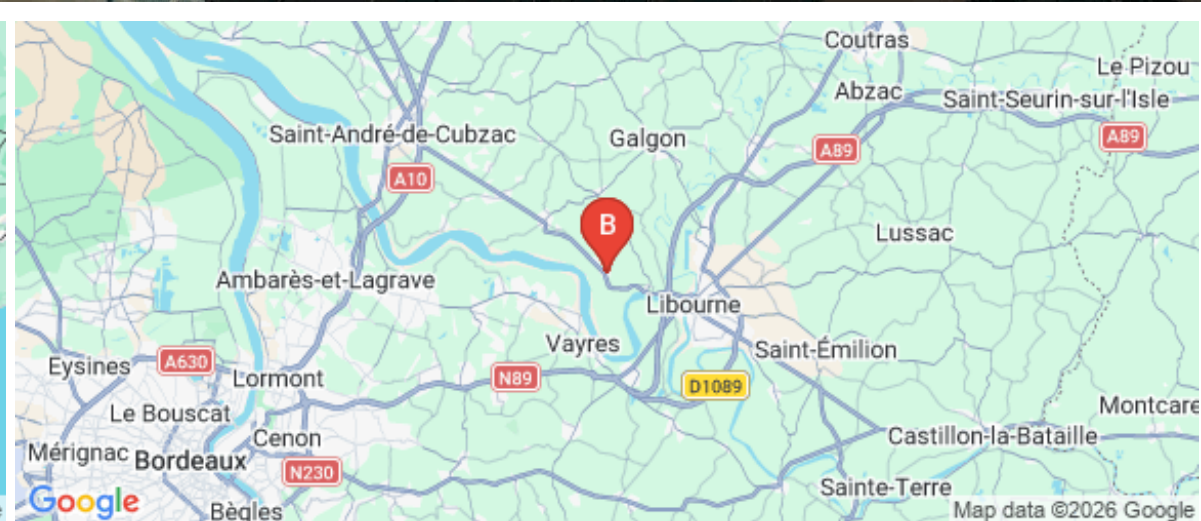 Coutras
Le Pizou
Abzac
Saint-Seurin-sur-l'Isle
Saint-André-de-Cubzac
Galgon
A89
A89
A10
B
Lussac
Ambarès-et-Lagrave
Libourne
Vayres
Saint-Émilion
Eysines
A630
Lormont
N89
D1089
Le Bouscat
Montcare
Cenon
Castillon-la-Bataille
Mérignac
Bordeaux
N230
Sainte-Terre
Google
Bègles
Map data ©2026 Google